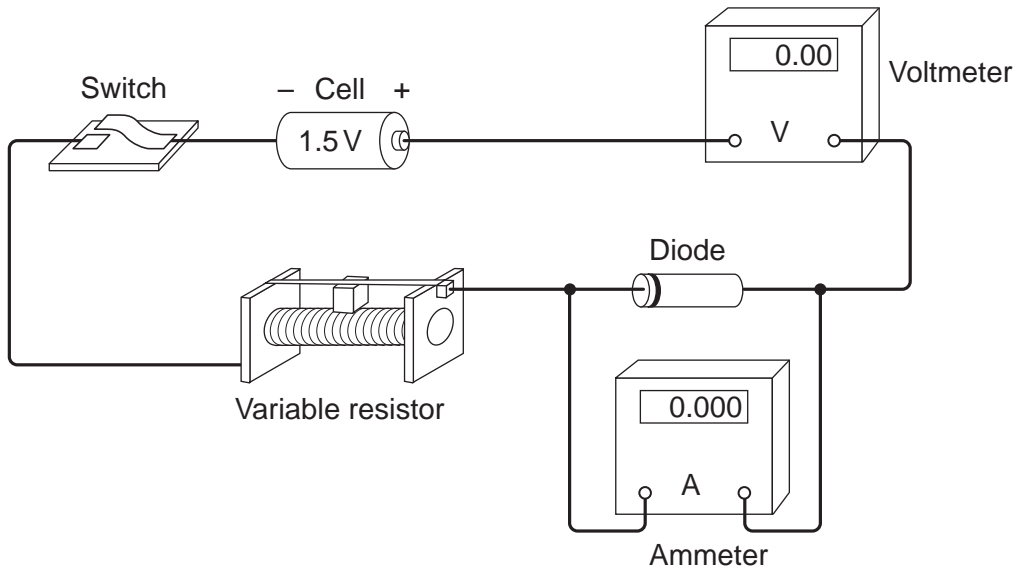 0.00
Voltmeter
Switch
– Cell +
1.5 V
V
Diode
Variable resistor
0.000
A
Ammeter